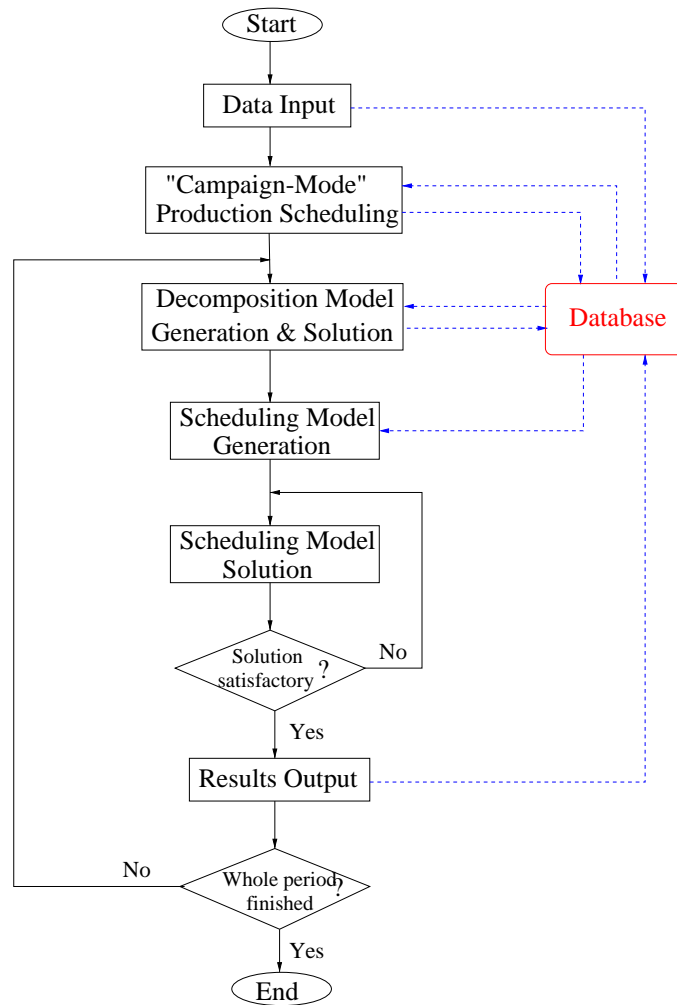 Start
Data Input
"Campaign-Mode"
Production Scheduling
Decomposition Model
Generation & Solution
Database
Scheduling Model
Generation
Scheduling Model
Solution
Solution
satisfactory ?
No
Yes
Results Output
No
Whole period
finished ?
Yes
End